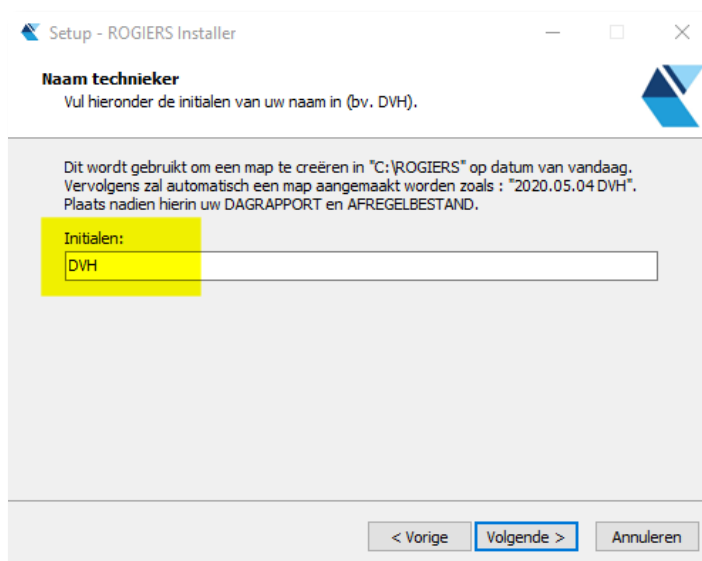 Setup - ROGIERS Installer
Naam technieker
Vul hieronder de initialen van uw naam in (bv. DVH).
Dit wordt gebruikt om een map te creëren in "C:\ROGIERS" op datum van vandaag.
Vervolgens zal automatisch een map aangemaakt worden zoals : "2020.05.04 DVH".
Plaats nadien hierin uw DAGRAPPORT en AFREGELBESTAND.
Initialen:
DVH
< Vorige
Volgende >
Annuleren